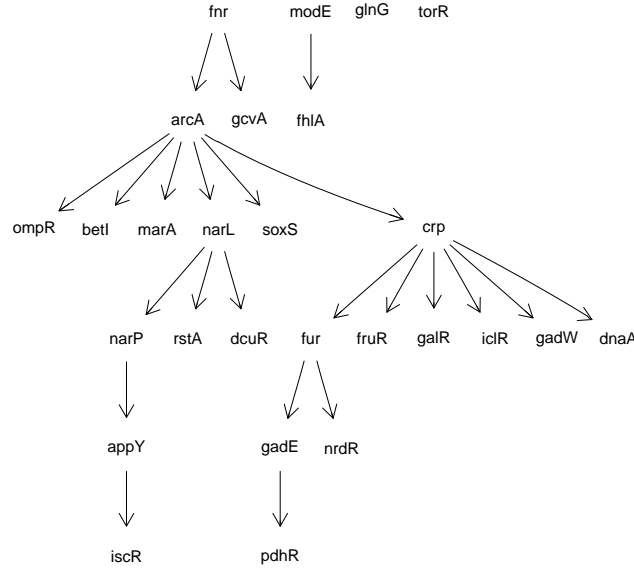 fnr modE glnG torR
arcA gcvA fhlA
ompR betI marA narL soxS crp
narP rstA dcuR fur fruR galR iclR gadW dnaA
appY gadE nrdR
iscR pdhR